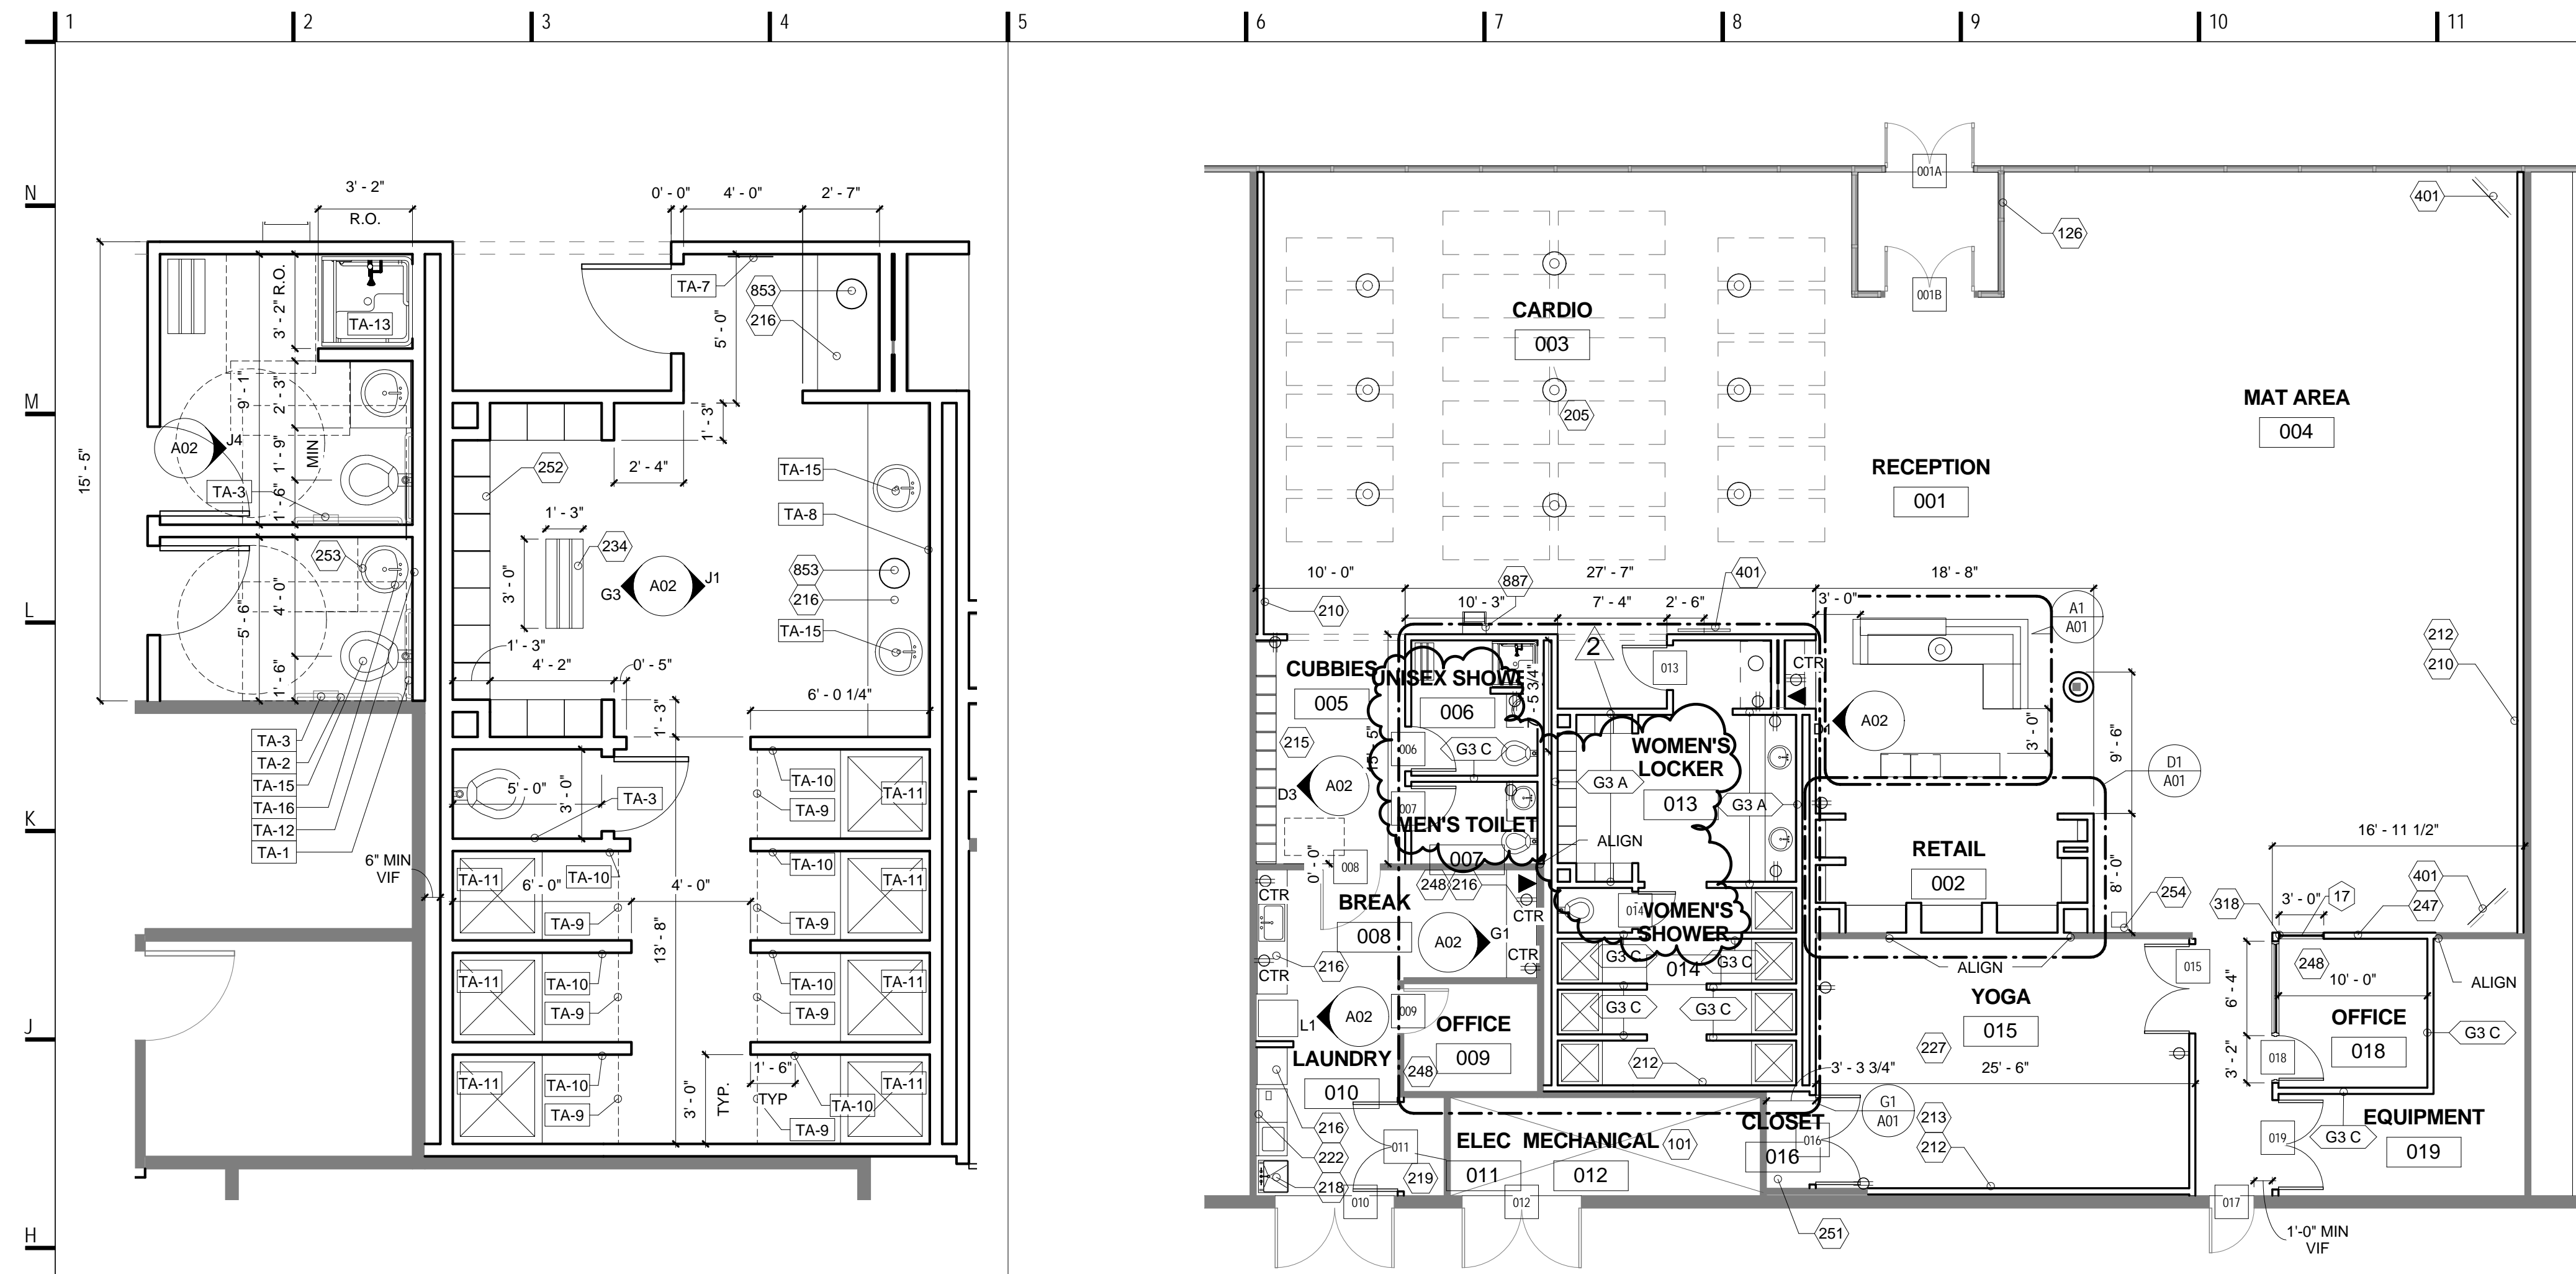 1 2 3 4 5 6 7 8 9 10 11
N
M
L
K
J
H
3' - 2"
R.O.
0' - 0"
4' - 0"
2' - 7"
TA-7
853
216
5' - 0"
3' - 2" R.O.
TA-13
9' - 1"
2' - 3"
1' - 9"
MIN
1' - 6"
15' - 5"
A02
J4
TA-3
1' - 3"
2' - 4"
252
TA-15
TA-8
1' - 3"
234
3' - 0"
G3
A02
J1
853
216
TA-15
253
4' - 0"
5' - 6"
1' - 6"
1' - 3"
4' - 2"
0' - 5"
6' - 0 1/4"
1' - 3"
TA-3
TA-2
TA-15
TA-16
TA-12
TA-1
5' - 0"
3' - 0"
TA-3
TA-10
TA-9
TA-11
6" MIN
VIF
TA-11
6' - 0"
TA-10
4' - 0"
TA-10
TA-11
TA-9
TA-9
13' - 8"
TA-11
TA-10
TA-10
TA-11
TA-9
TA-9
TA-11
TA-10
3' - 0"
TYP.
1' - 6"
TYP
TA-10
TA-11
TA-9
TA-9
001A
001B
126
401
CARDIO
003
205
MAT AREA
004
RECEPTION
001
10' - 0"
887
27' - 7"
401
18' - 8"
10' - 3"
7' - 4"
2' - 6"
3' - 0"
A1
A01
210
212
210
2
013
CTR
CUBBIES
005
UNISEX SHOWE
006
7' - 5 3/4"
15' - 5"
215
006
G3 C
WOMEN'S
LOCKER
013
G3 A
G3 A
D1
A02
3' - 0"
9' - 6"
D1
A01
D3
A02
007
MEN'S TOILET
007
ALIGN
RETAIL
002
8' - 0"
16' - 11 1/2"
0' - 0"
008
CTR
248
216
CTR
BREAK
008
A02
G1
CTR
216
CTR
014
WOMEN'S
SHOWER
014
G3 C
G3 C
254
318
3' - 0"
17
401
247
ALIGN
015
248
10' - 0"
ALIGN
6' - 4"
YOGA
015
L1
A02
009
OFFICE
009
G3 C
G3 C
OFFICE
018
G3 C
227
018
3' - 2"
LAUNDRY
010
248
212
3' - 3 3/4"
25' - 6"
G1
A01
213
212
CLOSET
016
016
EQUIPMENT
019
019
G3 C
216
222
218
011
219
ELEC
011
MECHANICAL
012
101
010
012
017
251
1'-0" MIN
VIF